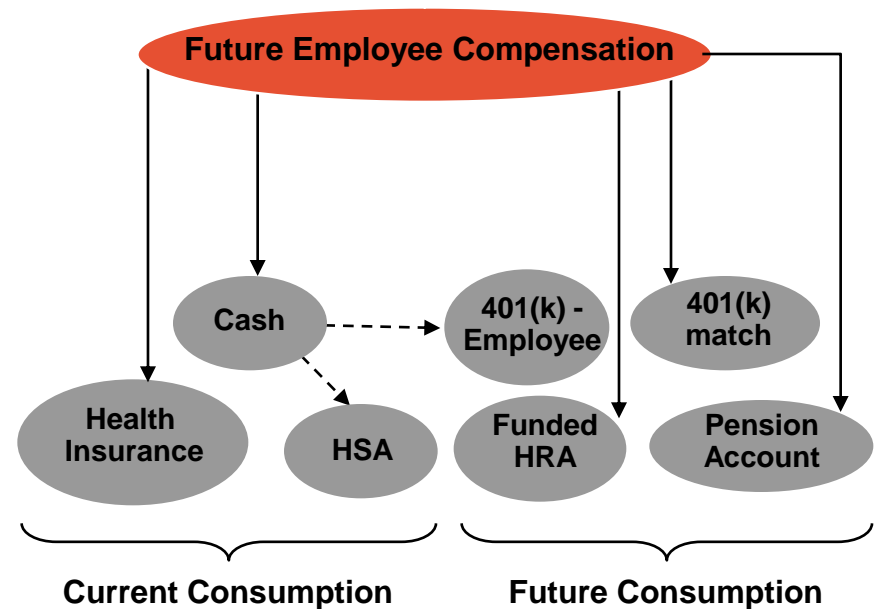 Future Employee Compensation
Cash
401(k) -
Employee
401(k)
match
Health
Insurance
HSA
Funded
HRA
Pension
Account
Current Consumption
Future Consumption